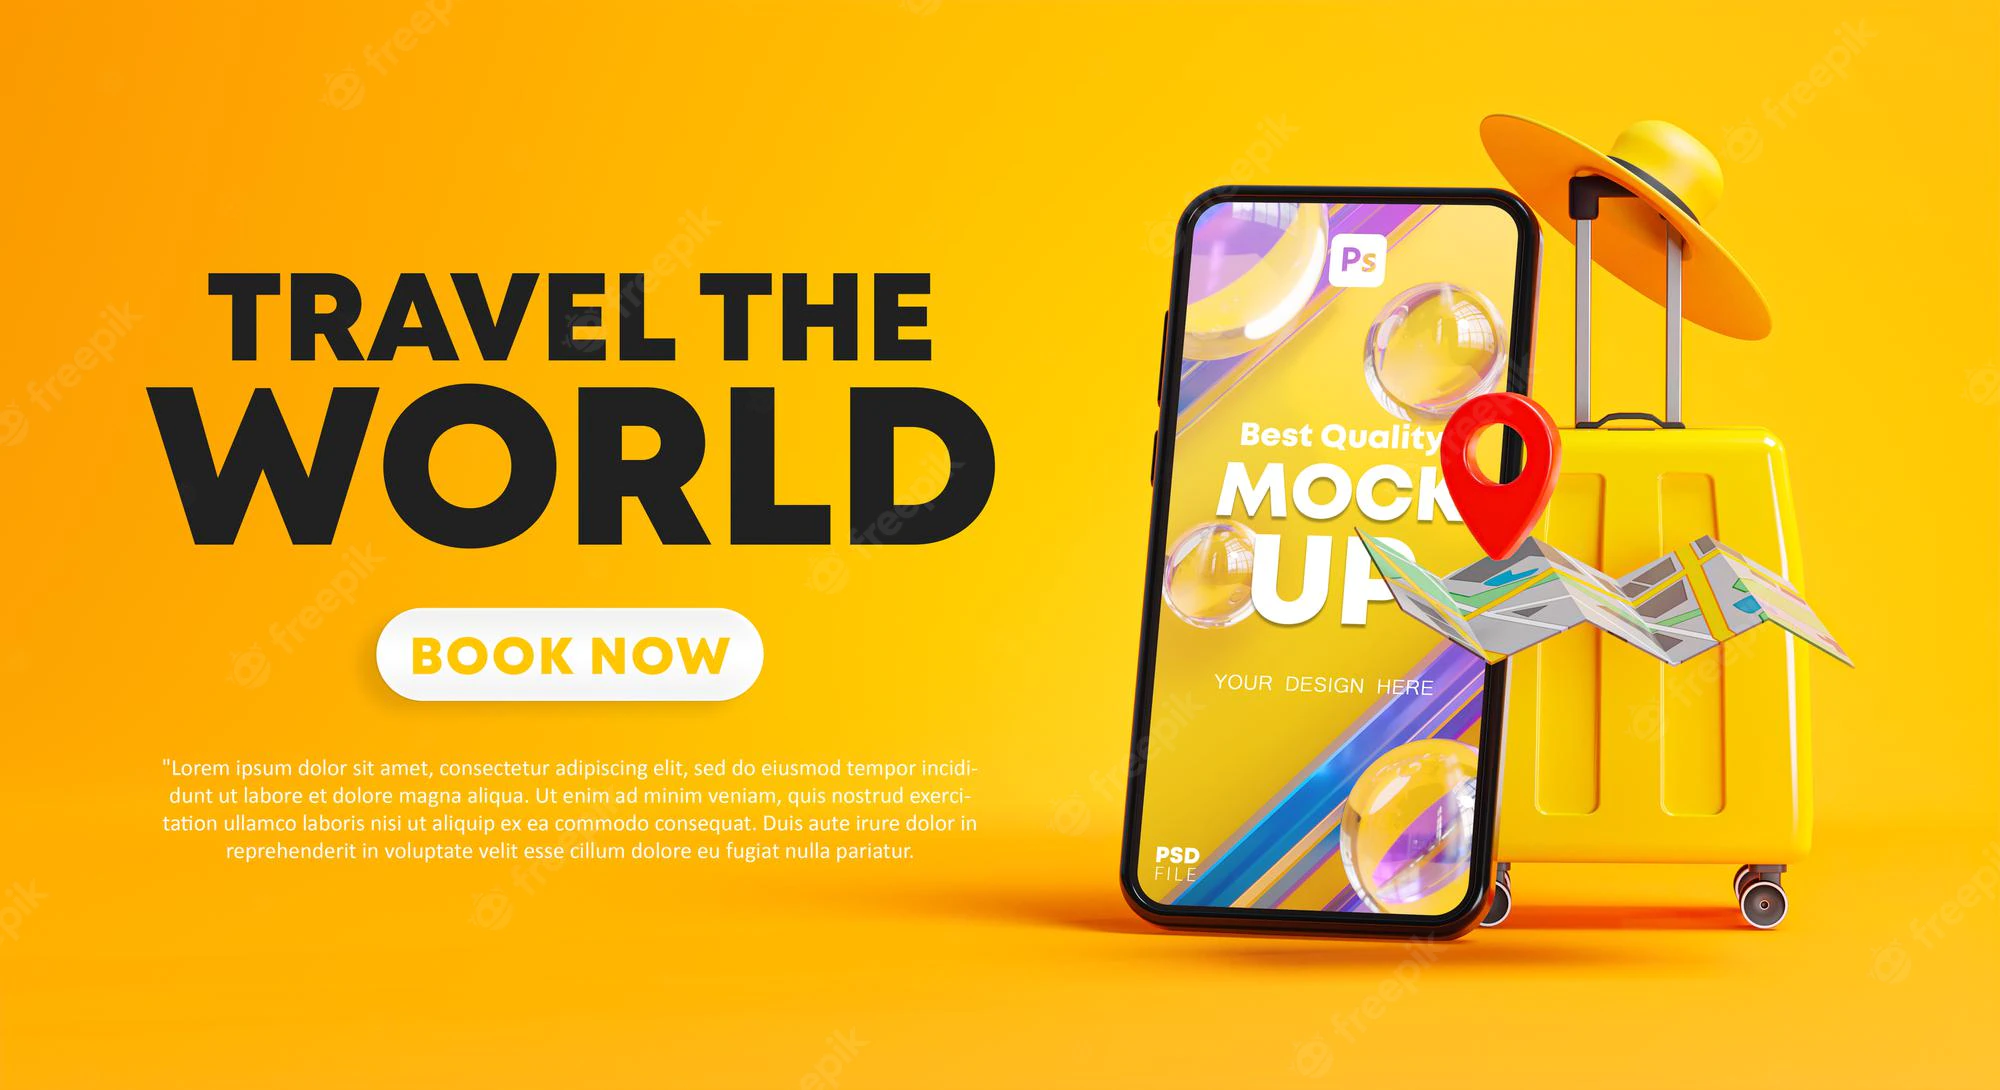 TRAVEL THE
WORLD
BOOK NOW
"Lorem ipsum dolor sit amet, consectetur adipiscing elit, sed do eiusmod tempor incidi-
dunt ut labore et dolore magna aliqua. Ut enim ad minim veniam, quis nostrud exerci-
tation ullamco laboris nisi ut aliquip ex ea commodo consequat. Duis aute irure dolor in
reprehenderit in voluptate velit esse cillum dolore eu fugiat nulla pariatur.
Ps
Best Quality
MOCK
UP
YOUR DESIGN HERE
PSD
FILE
freepik